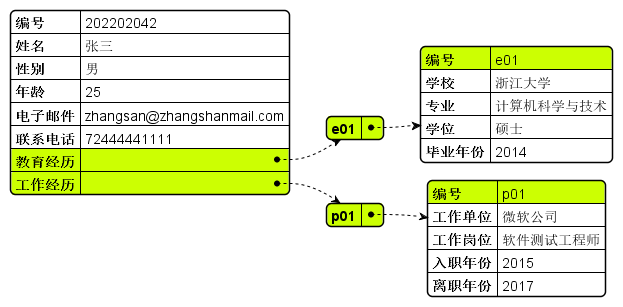 编号 202202042
姓名 张三
性别 男
年龄 25
电子邮件 zhangsan@zhangshanmail.com
联系电话 72444441111
教育经历
工作经历
e01
p01
编号 e01
学校 浙江大学
专业 计算机科学与技术
学位 硕士
毕业年份 2014
编号 p01
工作单位 微软公司
工作岗位 软件测试工程师
入职年份 2015
离职年份 2017